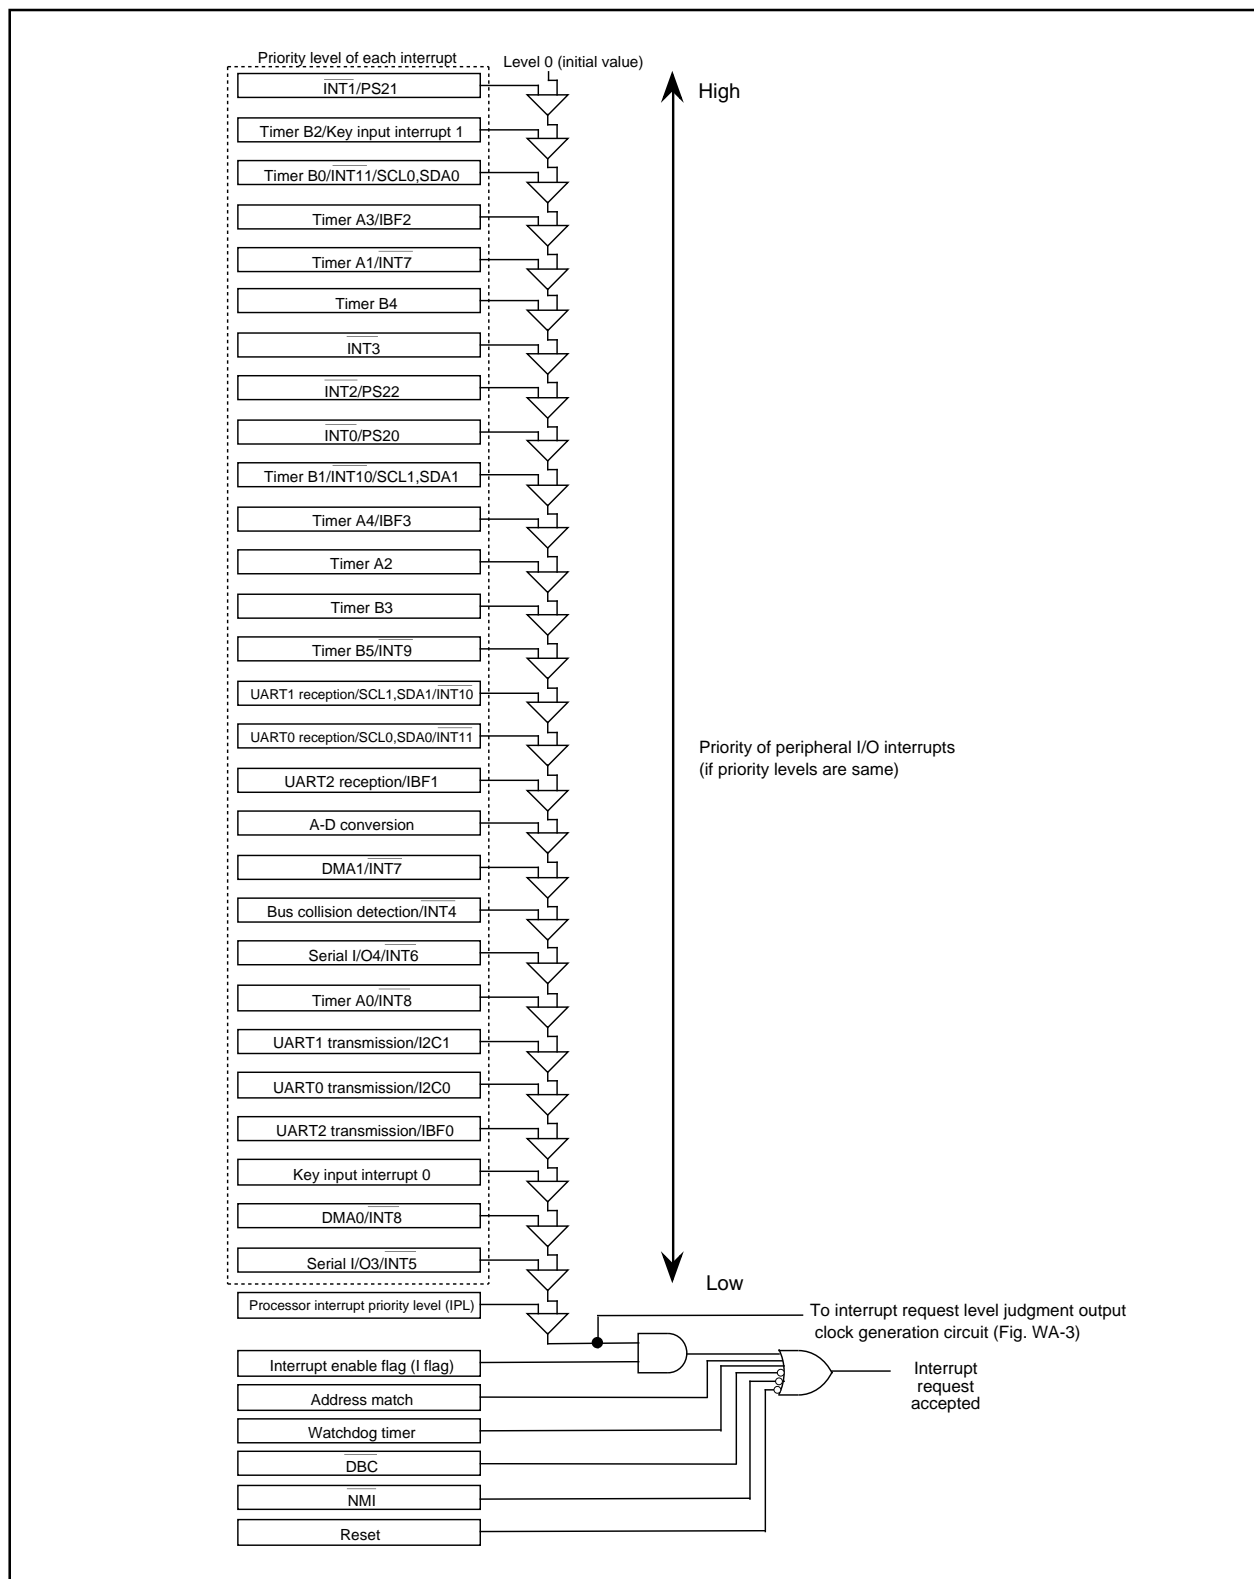 Priority level of each interrupt
Level 0 (initial value)
High
INT1/PS21
Timer B2/Key input interrupt 1
Timer B0/INT11/SCL0,SDA0
Timer A3/IBF2
Timer A1/INT7
Timer B4
INT3
INT2/PS22
INT0/PS20
Timer B1/INT10/SCL1,SDA1
Timer A4/IBF3
Timer A2
Timer B3
Timer B5/INT9
UART1 reception/SCL1,SDA1/INT10
UART0 reception/SCL0,SDA0/INT11
UART2 reception/IBF1
A-D conversion
DMA1/INT7
Bus collision detection/INT4
Serial I/O4/INT6
Timer A0/INT8
UART1 transmission/I2C1
UART0 transmission/I2C0
UART2 transmission/IBF0
Key input interrupt 0
DMA0/INT8
Serial I/O3/INT5
Priority of peripheral I/O interrupts
(if priority levels are same)
Low
Processor interrupt priority level (IPL)
To interrupt request level judgment output
clock generation circuit (Fig. WA-3)
Interrupt enable flag (I flag)
Address match
Watchdog timer
DBC
NMI
Reset
Interrupt
request
accepted